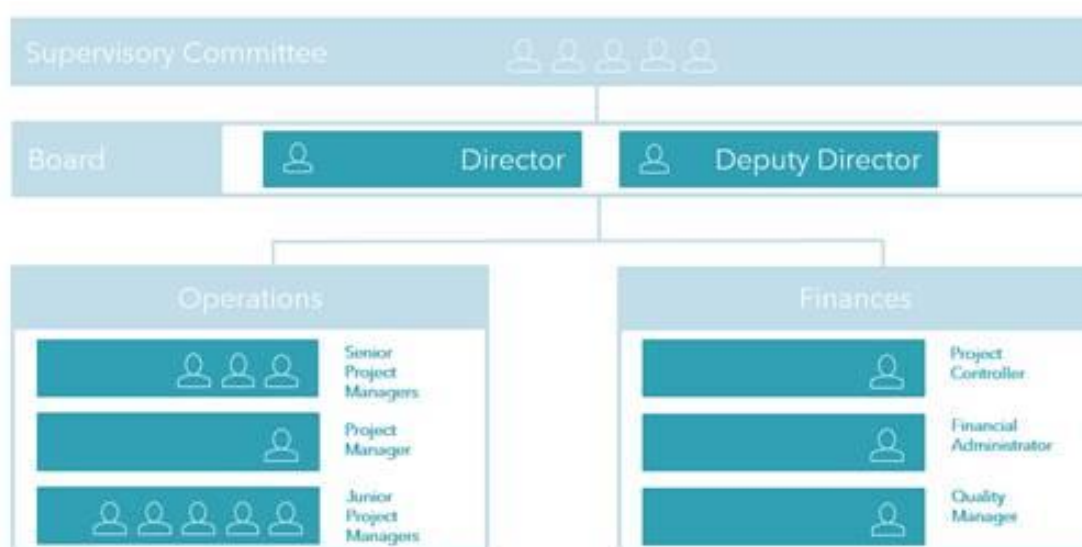 Supervisory Committee
Board
Director
Deputy Director
Operations
Senior
Project
Managers
Project
Manager
Junior
Project
Managers
Finances
Project
Controller
Financial
Administrator
Quality
Manager